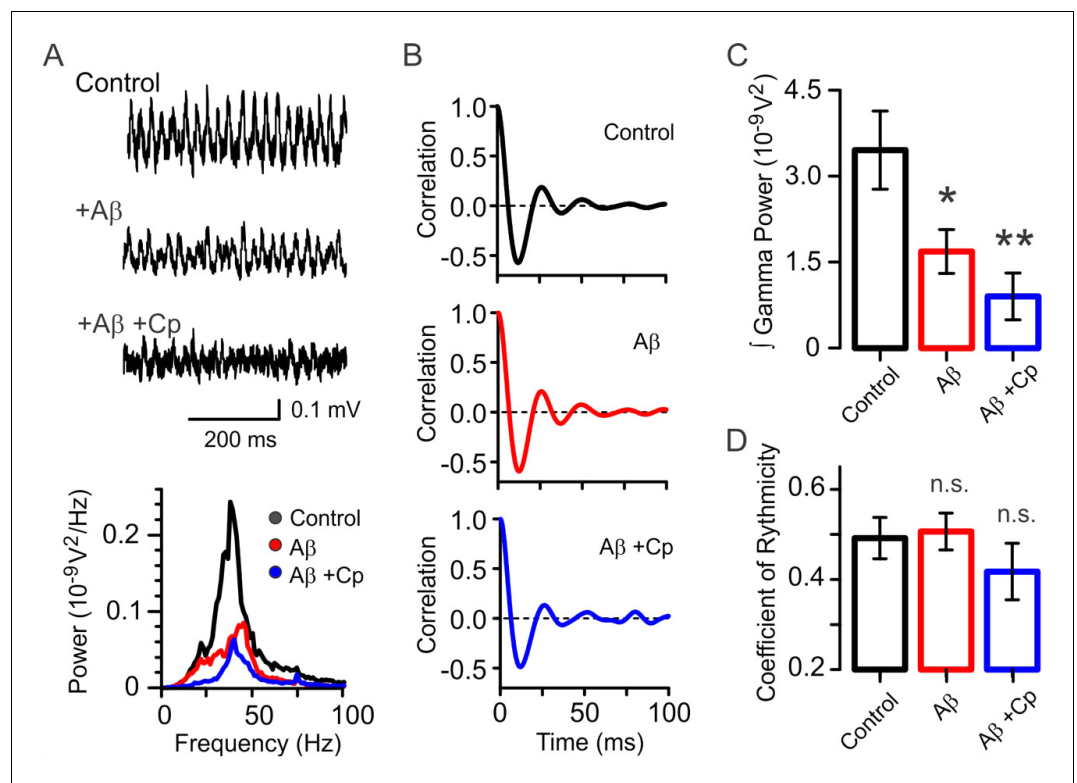 A
Control
+Aβ
+Aβ +Cp
0.1 mV
200 ms
Power (10⁻⁹V²/Hz)
0.2
0.1
0
Control
Aβ
Aβ +Cp
0
50
100
Frequency (Hz)
B
Correlation
1.0
0.5
0.0
-0.5
Control
Correlation
1.0
0.5
0.0
-0.5
Aβ
Correlation
1.0
0.5
0.0
-0.5
Aβ +Cp
0
50
100
Time (ms)
C
∫ Gamma Power (10⁻⁹V²)
4.5
3.0
1.5
0
*
**
Control
Aβ
Aβ +Cp
D
Coefficient of Rythmicity
0.6
0.4
0.2
n.s.
n.s.
Control
Aβ
Aβ +Cp